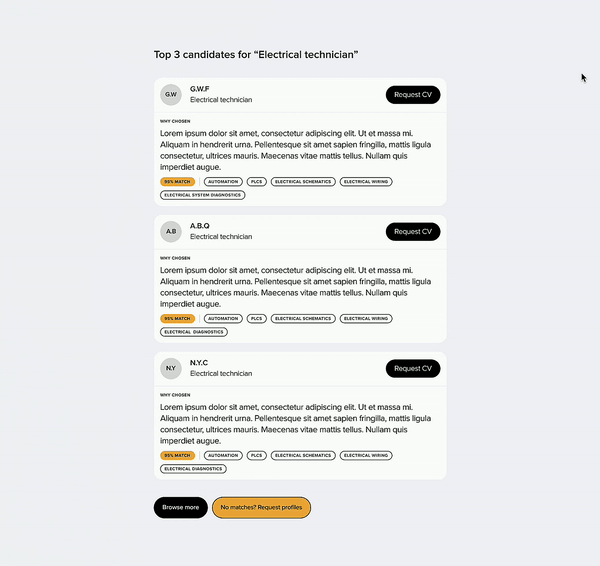 Top 3 candidates for “Electrical technician”
G.W
G.W.F
Electrical technician
Request CV
WHY CHOSEN
Lorem ipsum dolor sit amet, consectetur adipiscing elit. Ut et massa mi.
Aliquam in hendrerit urna. Pellentesque sit amet sapien fringilla, mattis ligula
consectetur, ultrices mauris. Maecenas vitae mattis tellus. Nullam quis
imperdiet augue.
95% MATCH AUTOMATION PLCS ELECTRICAL SCHEMATICS ELECTRICAL WIRING
ELECTRICAL SYSTEM DIAGNOSTICS
A.B
A.B.Q
Electrical technician
Request CV
WHY CHOSEN
Lorem ipsum dolor sit amet, consectetur adipiscing elit. Ut et massa mi.
Aliquam in hendrerit urna. Pellentesque sit amet sapien fringilla, mattis ligula
consectetur, ultrices mauris. Maecenas vitae mattis tellus. Nullam quis
imperdiet augue.
95% MATCH AUTOMATION PLCS ELECTRICAL SCHEMATICS ELECTRICAL WIRING
ELECTRICAL DIAGNOSTICS
N.Y
N.Y.C
Electrical technician
Request CV
WHY CHOSEN
Lorem ipsum dolor sit amet, consectetur adipiscing elit. Ut et massa mi.
Aliquam in hendrerit urna. Pellentesque sit amet sapien fringilla, mattis ligula
consectetur, ultrices mauris. Maecenas vitae mattis tellus. Nullam quis
imperdiet augue.
95% MATCH AUTOMATION PLCS ELECTRICAL SCHEMATICS ELECTRICAL WIRING
ELECTRICAL DIAGNOSTICS
Browse more
No matches? Request profiles